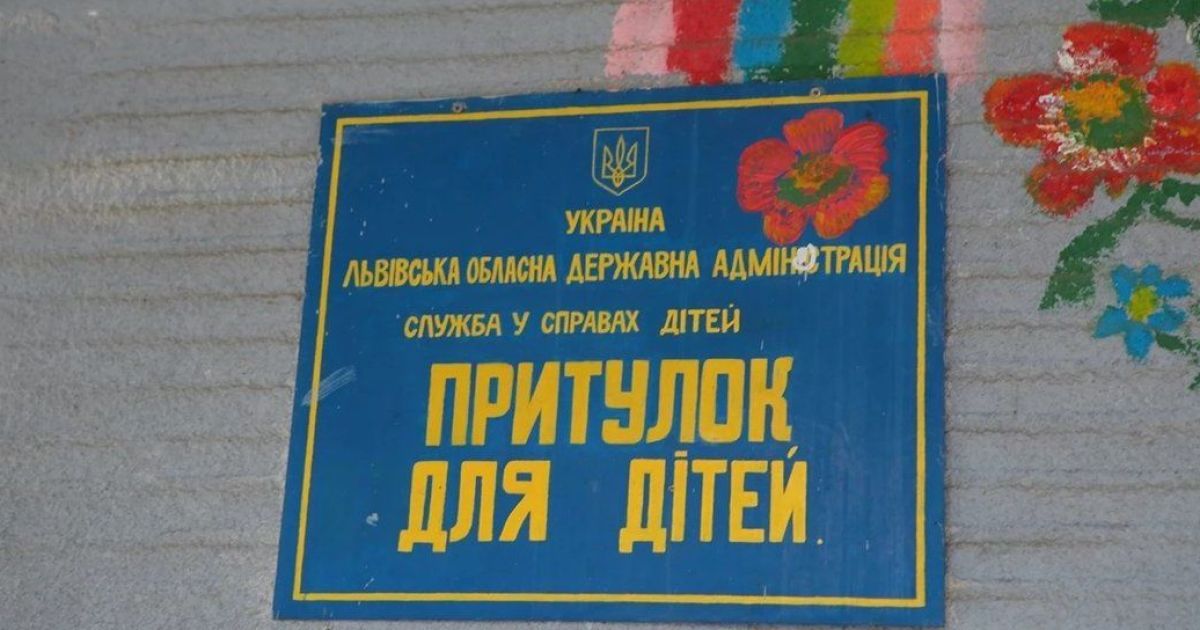 УКРАЇНА
ЛЬВІВСЬКА ОБЛАСНА ДЕРЖАВНА АДМІНІСТРАЦІЯ
СЛУЖБА У СПРАВАХ ДІТЕЙ
ПРИТУЛОК
ДЛЯ ДІТЕЙ.